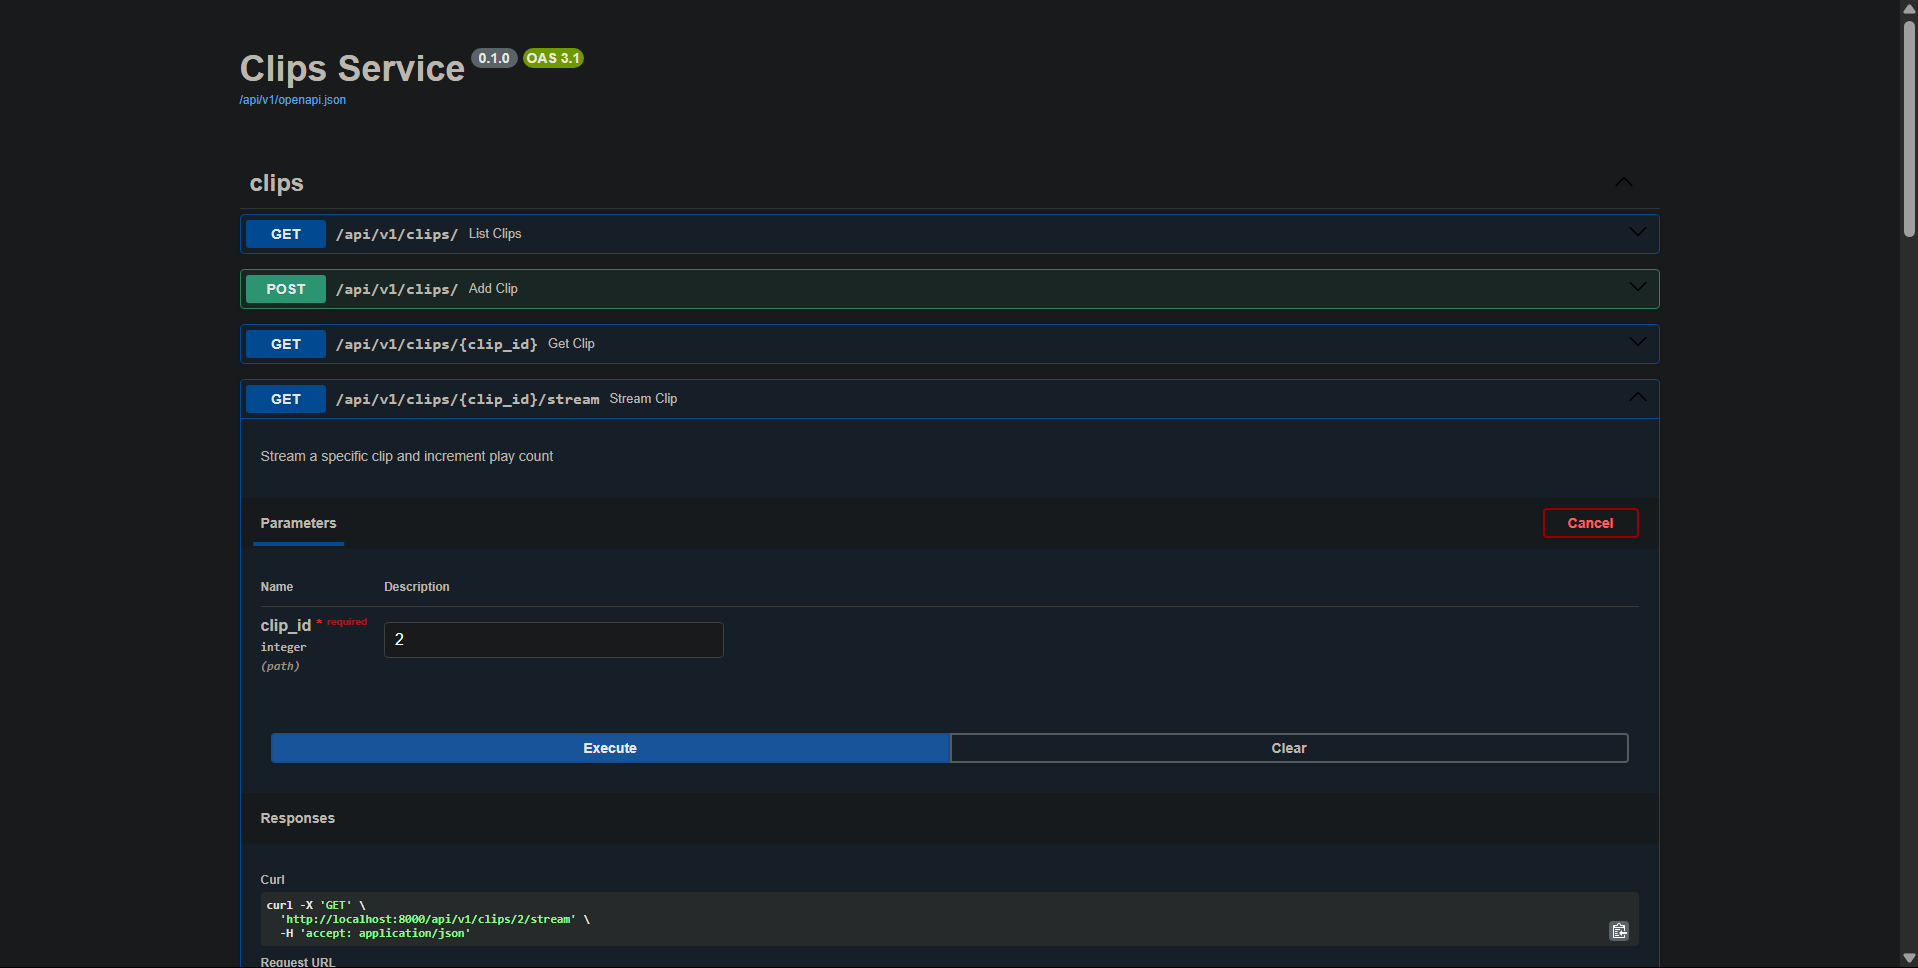 Clips Service 0.1.0 OAS 3.1
/api/v1/openapi.json
clips
GET /api/v1/clips/ List Clips
POST /api/v1/clips/ Add Clip
GET /api/v1/clips/{clip_id} Get Clip
GET /api/v1/clips/{clip_id}/stream Stream Clip
Stream a specific clip and increment play count
Parameters Cancel
Name Description
clip_id * required
integer
(path)
2
Execute Clear
Responses
Curl
curl -X 'GET' \
'http://localhost:8000/api/v1/clips/2/stream' \
-H 'accept: application/json'
Request URL